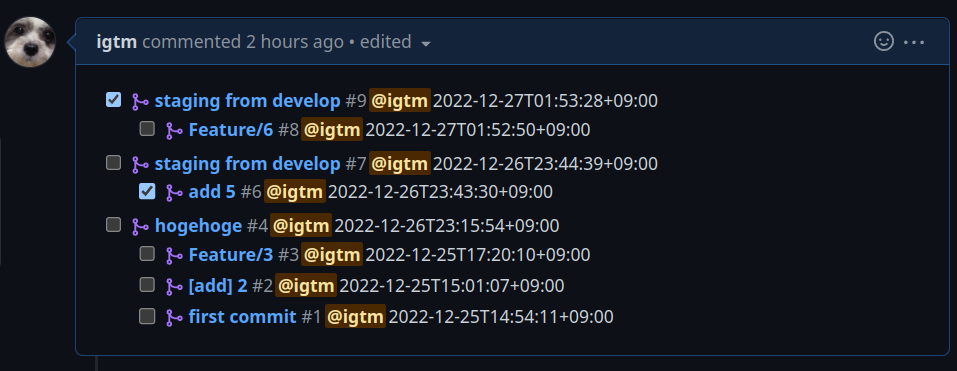 igtm commented 2 hours ago • edited
staging from develop #9 @igtm 2022-12-27T01:53:28+09:00
Feature/6 #8 @igtm 2022-12-27T01:52:50+09:00
staging from develop #7 @igtm 2022-12-26T23:44:39+09:00
add 5 #6 @igtm 2022-12-26T23:43:30+09:00
hogehoge #4 @igtm 2022-12-26T23:15:54+09:00
Feature/3 #3 @igtm 2022-12-25T17:20:10+09:00
[add] 2 #2 @igtm 2022-12-25T15:01:07+09:00
first commit #1 @igtm 2022-12-25T14:54:11+09:00